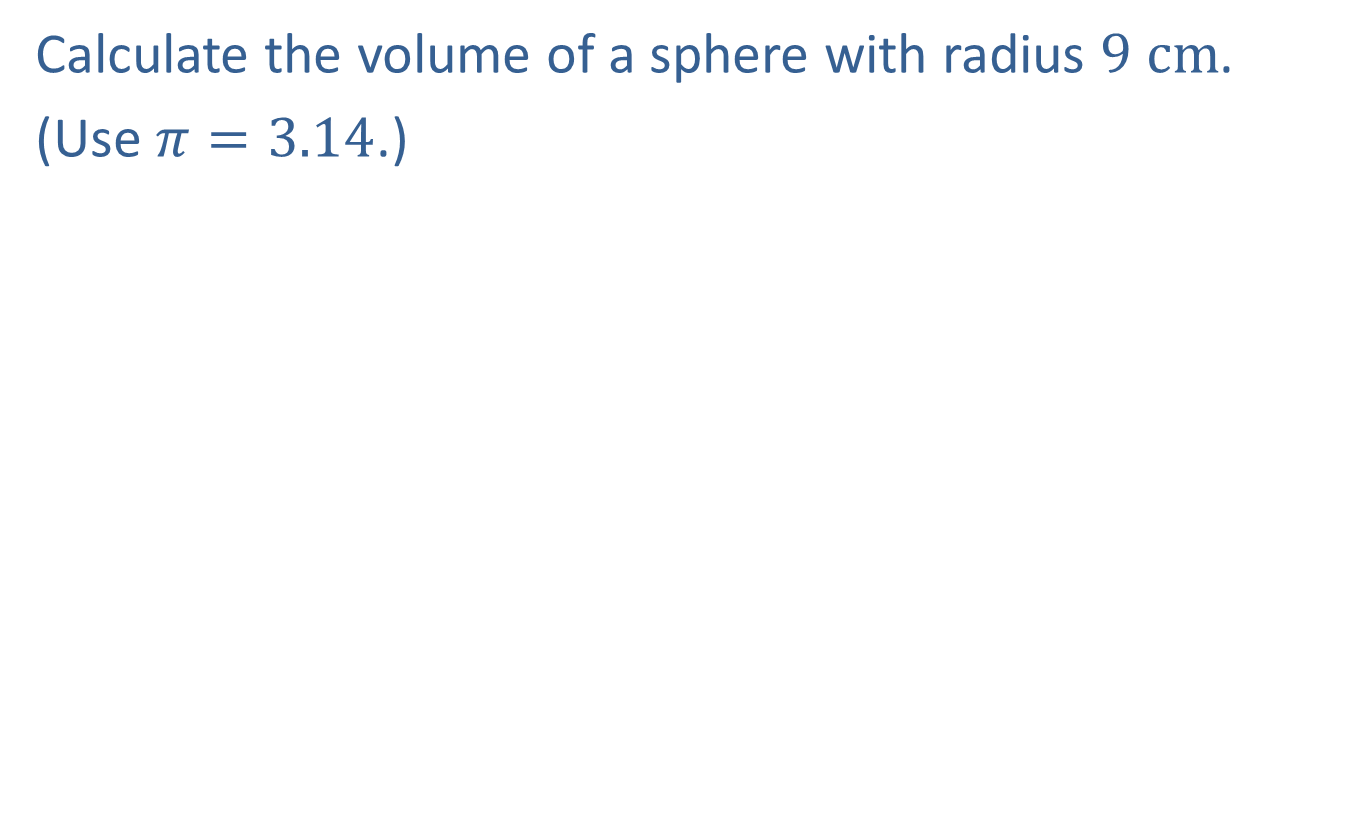 Calculate the volume of a sphere with radius 9 cm.
(Use π = 3.14.)